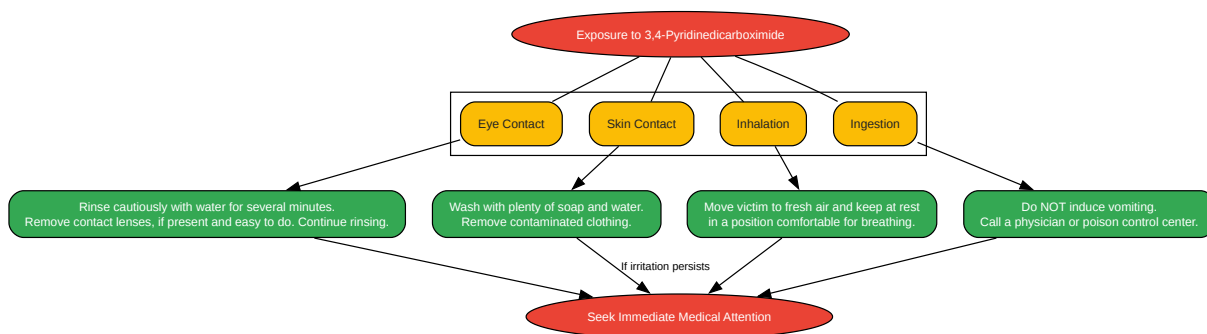 Exposure to 3,4-Pyridinedicarboximide
Eye Contact
Skin Contact
Inhalation
Ingestion
Rinse cautiously with water for several minutes.
Remove contact lenses, if present and easy to do. Continue rinsing.
Wash with plenty of soap and water.
Remove contaminated clothing.
Move victim to fresh air and keep at rest
in a position comfortable for breathing.
Do NOT induce vomiting.
Call a physician or poison control center.
If irritation persists
Seek Immediate Medical Attention